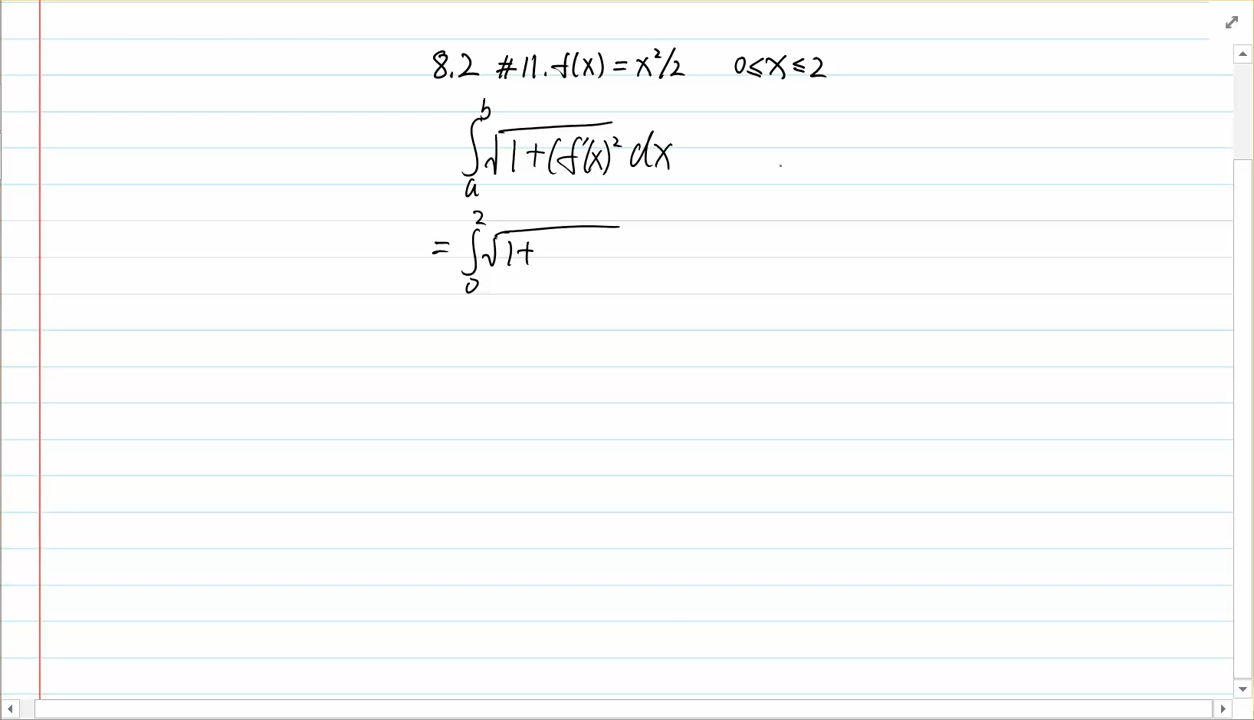 8.2 #11. f(x) = x²/2 0≤x≤2
∫ₐᵇ √1+(f'(x)² dx
= ∫₀² √1+